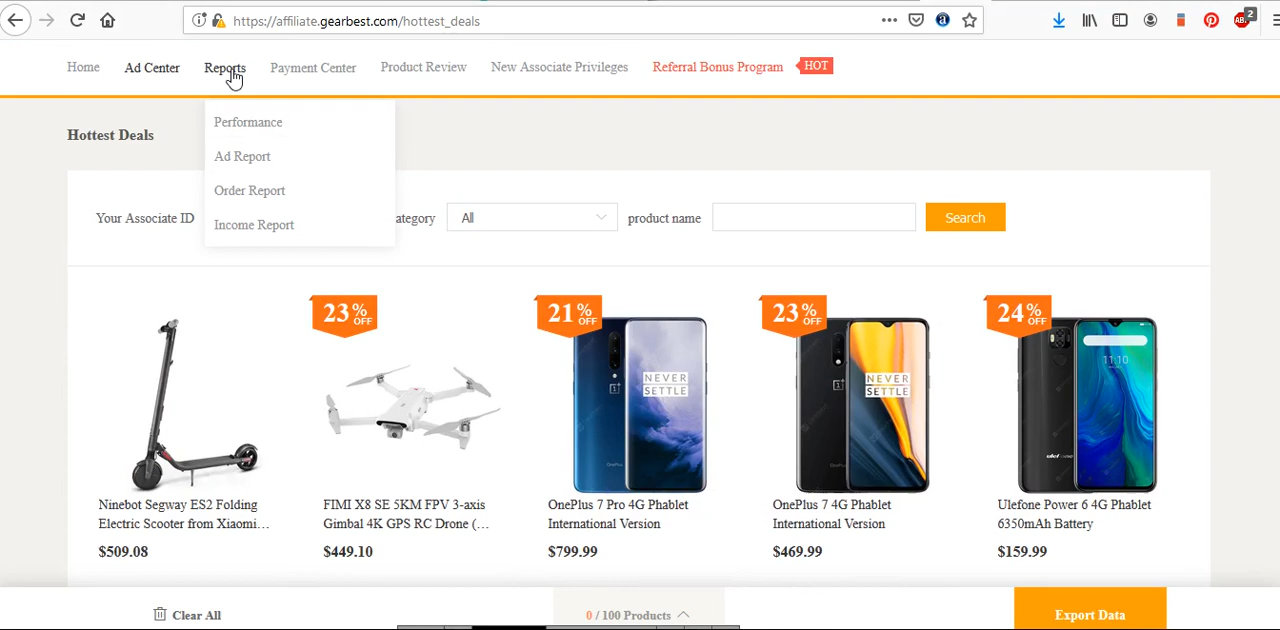 https://affiliate.gearbest.com/hottest_deals
2
Home Ad Center Reports Payment Center Product Review New Associate Privileges Referral Bonus Program HOT
Performance
Ad Report
Order Report
Income Report
Hottest Deals
Your Associate ID ategory All product name Search
23% OFF
21% OFF
23% OFF
24% OFF
NEVER
SETTLE
NEVER
SETTLE
11:10
Ninebot Segway ES2 Folding
Electric Scooter from Xiaomi...
$509.08
FIMI X8 SE 5KM FPV 3-axis
Gimbal 4K GPS RC Drone (...
$449.10
OnePlus 7 Pro 4G Phablet
International Version
$799.99
OnePlus 7 4G Phablet
International Version
$469.99
Ulefone Power 6 4G Phablet
6350mAh Battery
$159.99
Clear All 0 / 100 Products Export Data